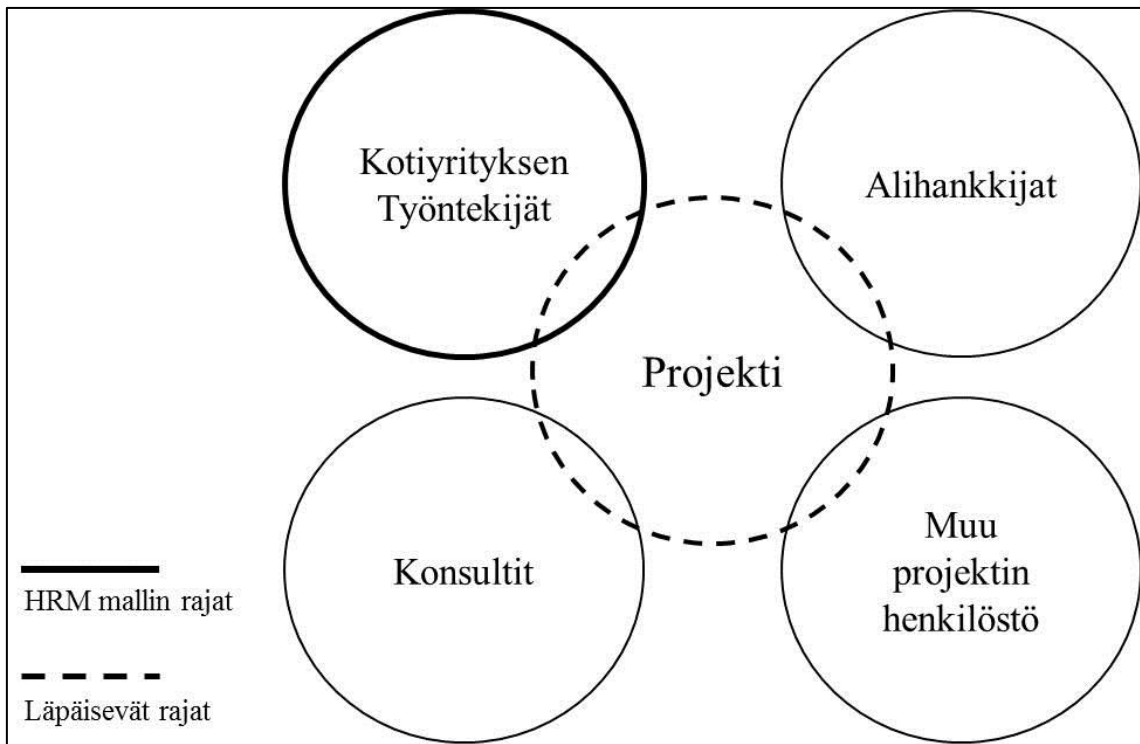 Kotiyrityksen
Työntekijät
Alihankkijat
Projekti
Konsultit
Muu
projektin
henkilöstö
HRM mallin rajat
Läpäisevät rajat